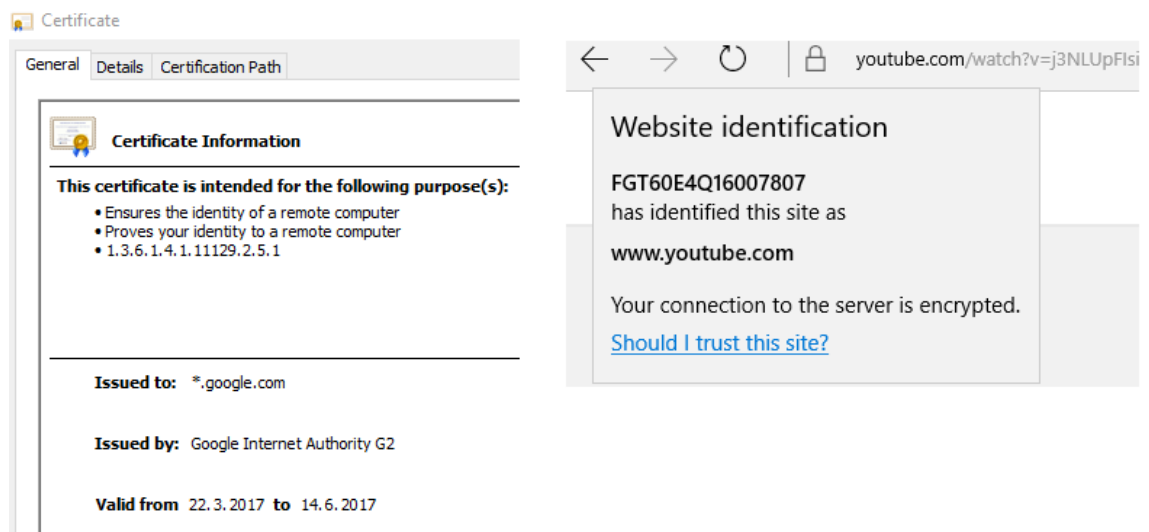 Certificate
General Details Certification Path
Certificate Information
This certificate is intended for the following purpose(s):
• Ensures the identity of a remote computer
• Proves your identity to a remote computer
• 1.3.6.1.4.1.11129.2.5.1
Issued to: *.google.com
Issued by: Google Internet Authority G2
Valid from 22.3.2017 to 14.6.2017
youtube.com/watch?v=j3NLUpFIsi
Website identification
FGT60E4Q16007807
has identified this site as
www.youtube.com
Your connection to the server is encrypted.
Should I trust this site?